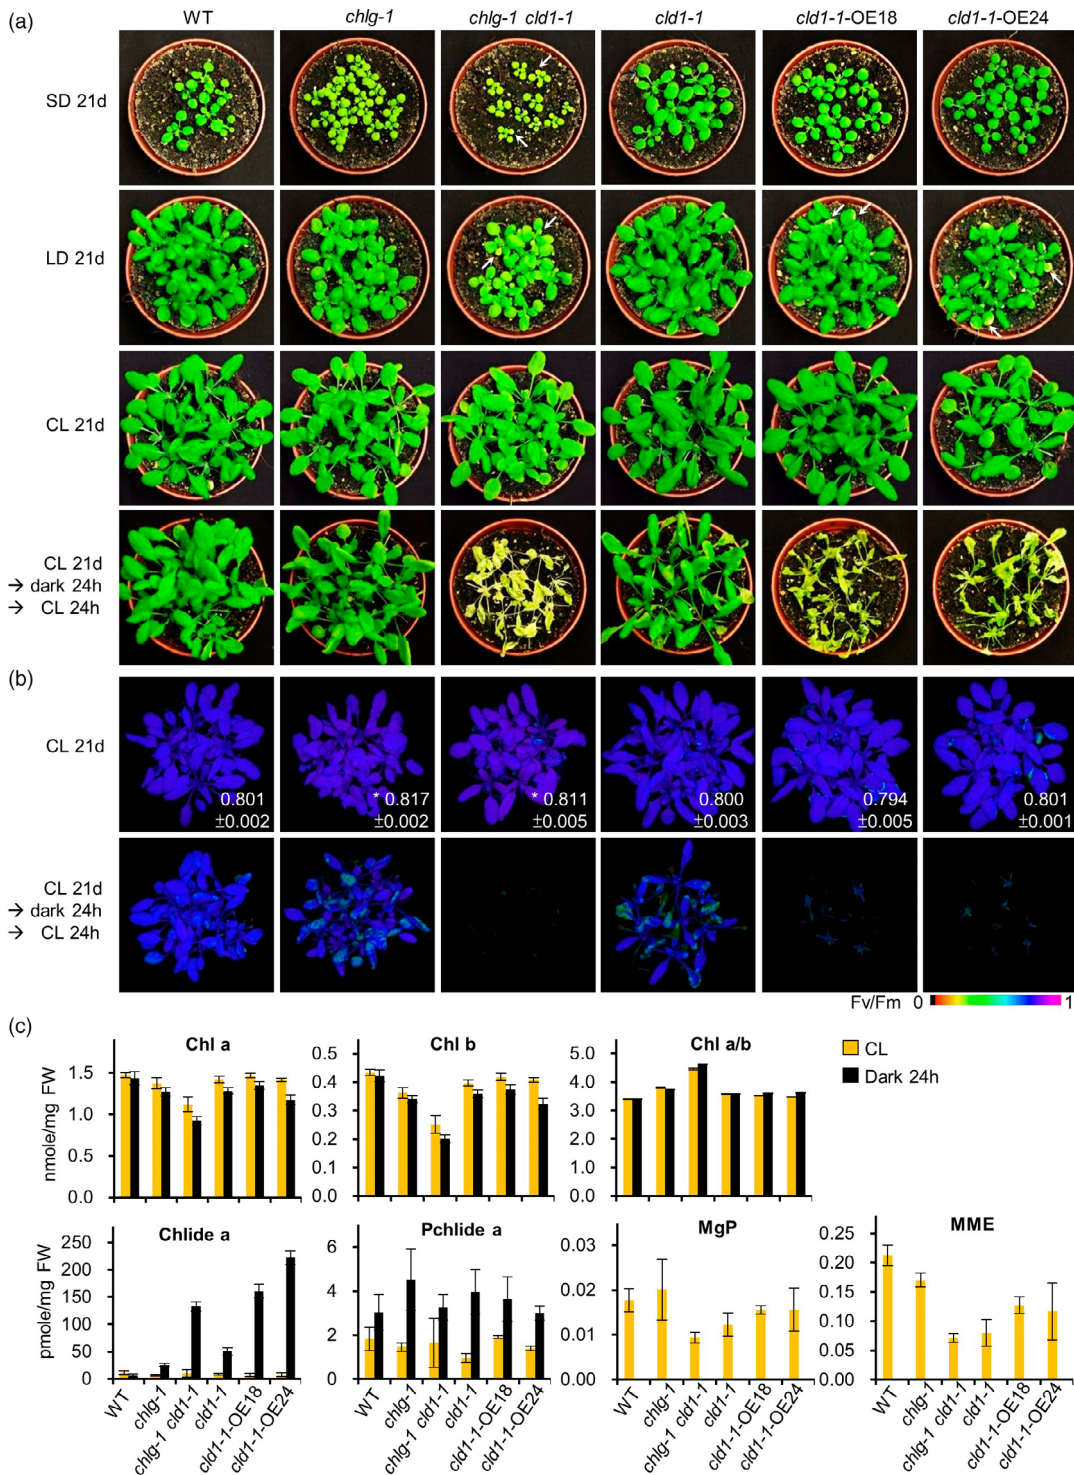 (a)
WT chlg-1 chlg-1 cld1-1 cld1-1 cld1-1-OE18 cld1-1-OE24
SD 21d
LD 21d
CL 21d
CL 21d
→ dark 24h
→ CL 24h
(b)
CL 21d
0.801 * 0.817 * 0.811 0.800 0.794 0.801
±0.002 ±0.002 ±0.005 ±0.003 ±0.005 ±0.001
CL 21d
→ dark 24h
→ CL 24h
Fv/Fm 0 1
(c)
Chl a
nmole/mg FW
1.5
1.0
0.5
0.0
Chl b
0.5
0.4
0.3
0.2
0.1
0.0
Chl a/b
5.0
4.0
3.0
2.0
1.0
0.0
CL
Dark 24h
Chlide a
pmole/mg FW
250
200
150
100
50
0
WT chlg-1 chlg-1 cld1-1 cld1-1 cld1-1-OE18 cld1-1-OE24
Pchlide a
6
4
2
0
WT chlg-1 chlg-1 cld1-1 cld1-1 cld1-1-OE18 cld1-1-OE24
MgP
0.03
0.02
0.01
0.00
WT chlg-1 chlg-1 cld1-1 cld1-1 cld1-1-OE18 cld1-1-OE24
MME
0.25
0.20
0.15
0.10
0.05
0.00
WT chlg-1 chlg-1 cld1-1 cld1-1 cld1-1-OE18 cld1-1-OE24